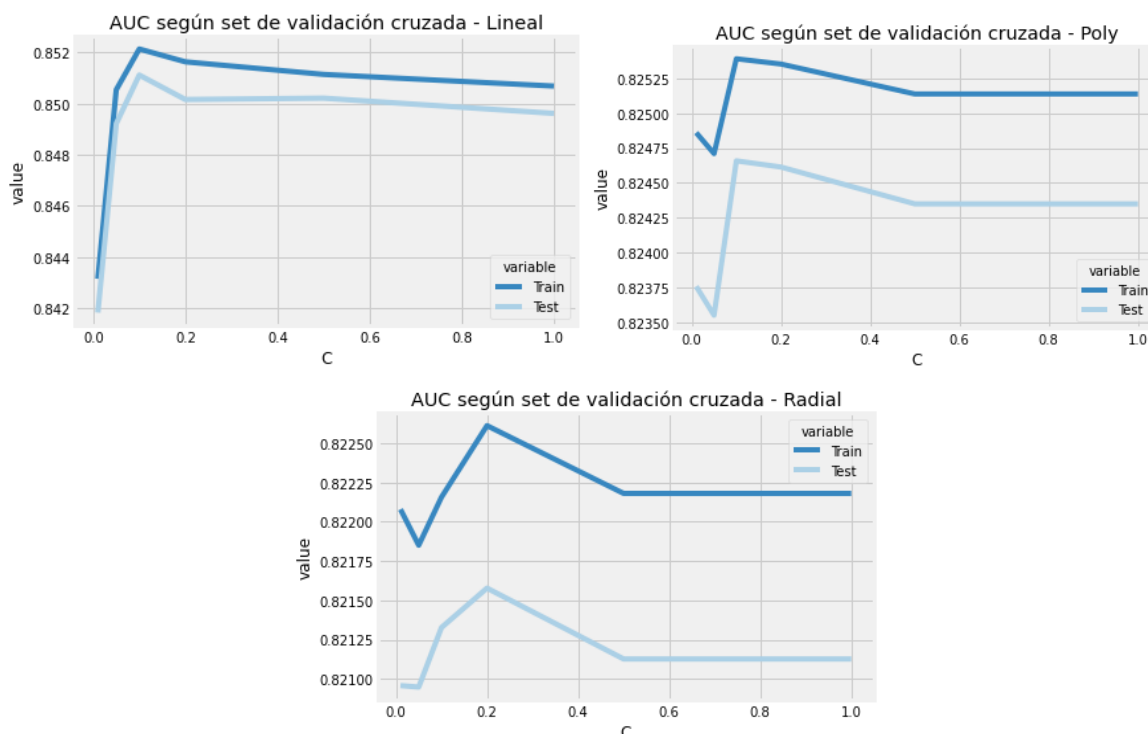 AUC según set de validación cruzada - Lineal
0.852
0.850
0.848
0.846
0.844
0.842
value
variable
Train
Test
0.0 0.2 0.4 0.6 0.8 1.0
C
AUC según set de validación cruzada - Poly
0.82525
0.82500
0.82475
0.82450
0.82425
0.82400
0.82375
0.82350
value
variable
Train
Test
0.0 0.2 0.4 0.6 0.8 1.0
C
AUC según set de validación cruzada - Radial
0.82250
0.82225
0.82200
0.82175
0.82150
0.82125
0.82100
value
variable
Train
Test
0.0 0.2 0.4 0.6 0.8 1.0
C